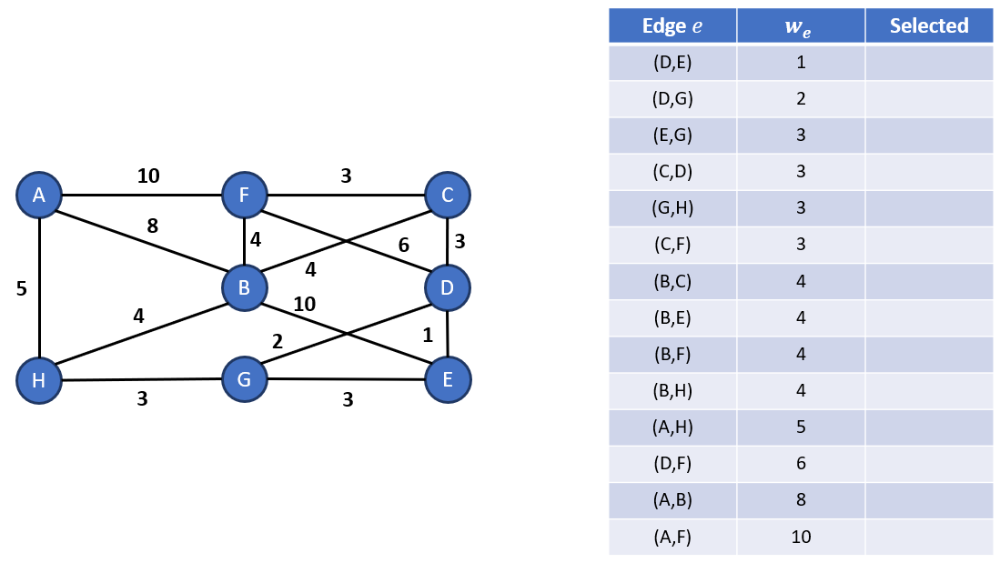 A
10
F
3
C
8
4
6
3
4
5
B
D
10
4
2
1
H
G
E
3
3
Edge e w_e Selected
(D,E) 1
(D,G) 2
(E,G) 3
(C,D) 3
(G,H) 3
(C,F) 3
(B,C) 4
(B,E) 4
(B,F) 4
(B,H) 4
(A,H) 5
(D,F) 6
(A,B) 8
(A,F) 10